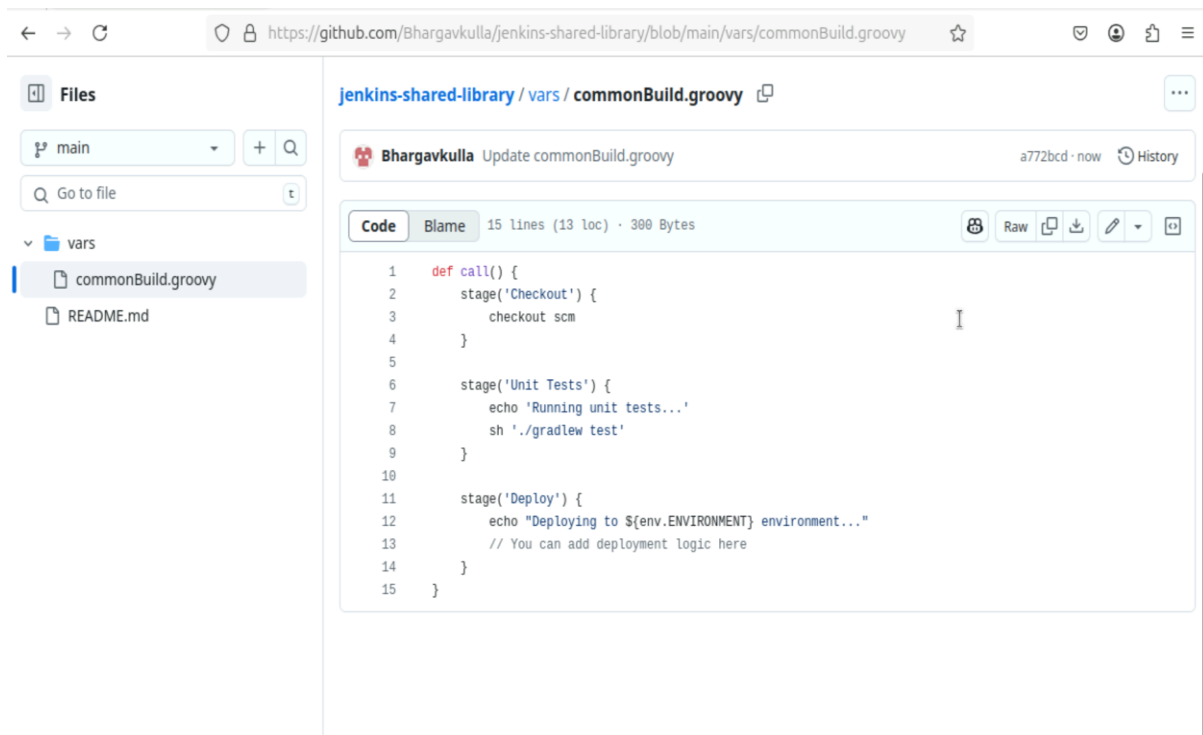 https://github.com/Bhargavkulla/jenkins-shared-library/blob/main/vars/commonBuild.groovy
Files
main
Go to file
t
vars
commonBuild.groovy
README.md
jenkins-shared-library / vars / commonBuild.groovy
Bhargavkulla Update commonBuild.groovy
a772bcd · now History
Code Blame 15 lines (13 loc) · 300 Bytes
Raw
1 def call() {
2     stage('Checkout') {
3         checkout scm
4     }
5
6     stage('Unit Tests') {
7         echo 'Running unit tests...'
8         sh './gradlew test'
9     }
10
11     stage('Deploy') {
12         echo "Deploying to ${env.ENVIRONMENT} environment..."
13         // You can add deployment logic here
14     }
15 }